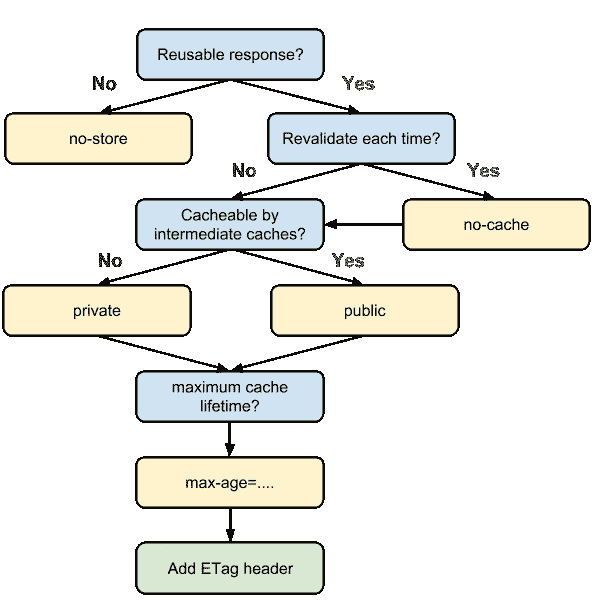 Reusable response?
No
Yes
no-store
Revalidate each time?
No
Yes
Cacheable by
intermediate caches?
no-cache
No
Yes
private
public
maximum cache
lifetime?
max-age=....
Add ETag header